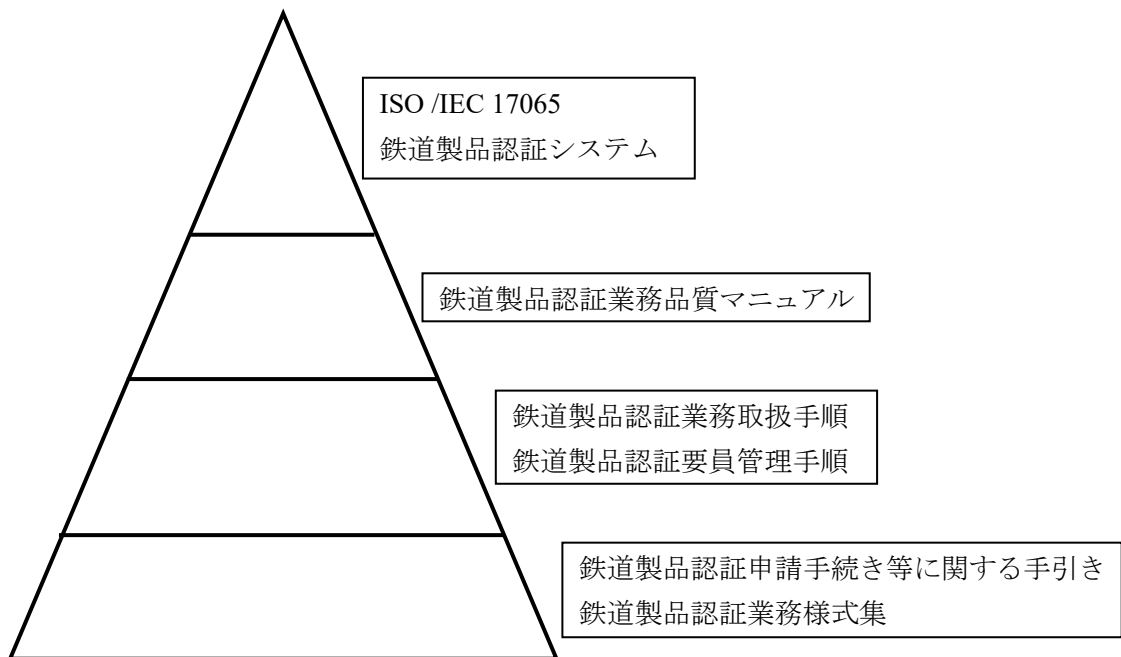 ISO /IEC 17065
鉄道製品認証システム
鉄道製品認証業務品質マニュアル
鉄道製品認証業務取扱手順
鉄道製品認証要員管理手順
鉄道製品認証申請手続き等に関する手引き
鉄道製品認証業務様式集